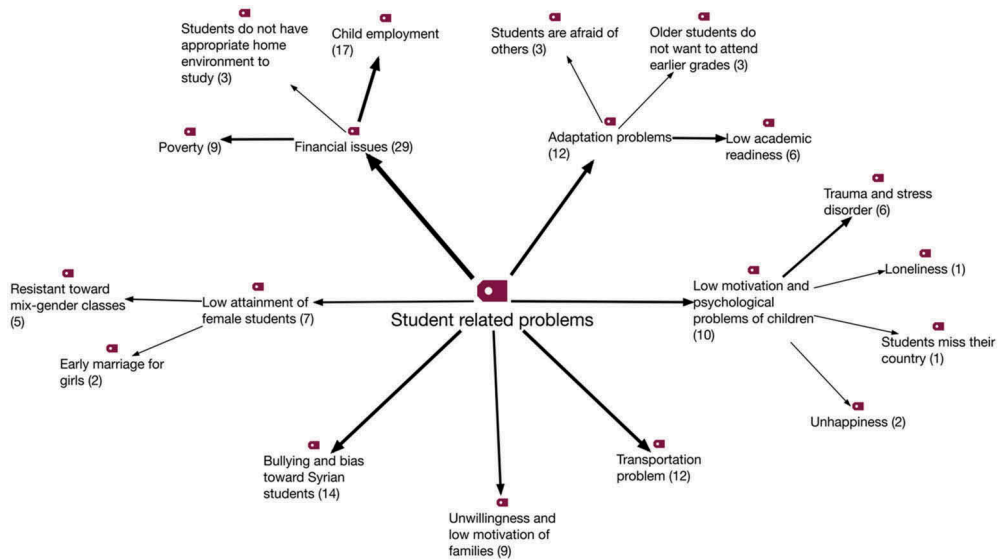 Students do not have
appropriate home
environment to
study (3)
Child employment
(17)
Students are afraid of
others (3)
Older students do
not want to attend
earlier grades (3)
Poverty (9)
Financial issues (29)
Adaptation problems
(12)
Low academic
readiness (6)
Trauma and stress
disorder (6)
Resistant toward
mix-gender classes
(5)
Low attainment of
female students (7)
Student related problems
Low motivation and
psychological
problems of children
(10)
Loneliness (1)
Students miss their
country (1)
Early marriage for
girls (2)
Unhappiness (2)
Bullying and bias
toward Syrian
students (14)
Transportation
problem (12)
Unwillingness and
low motivation of
families (9)